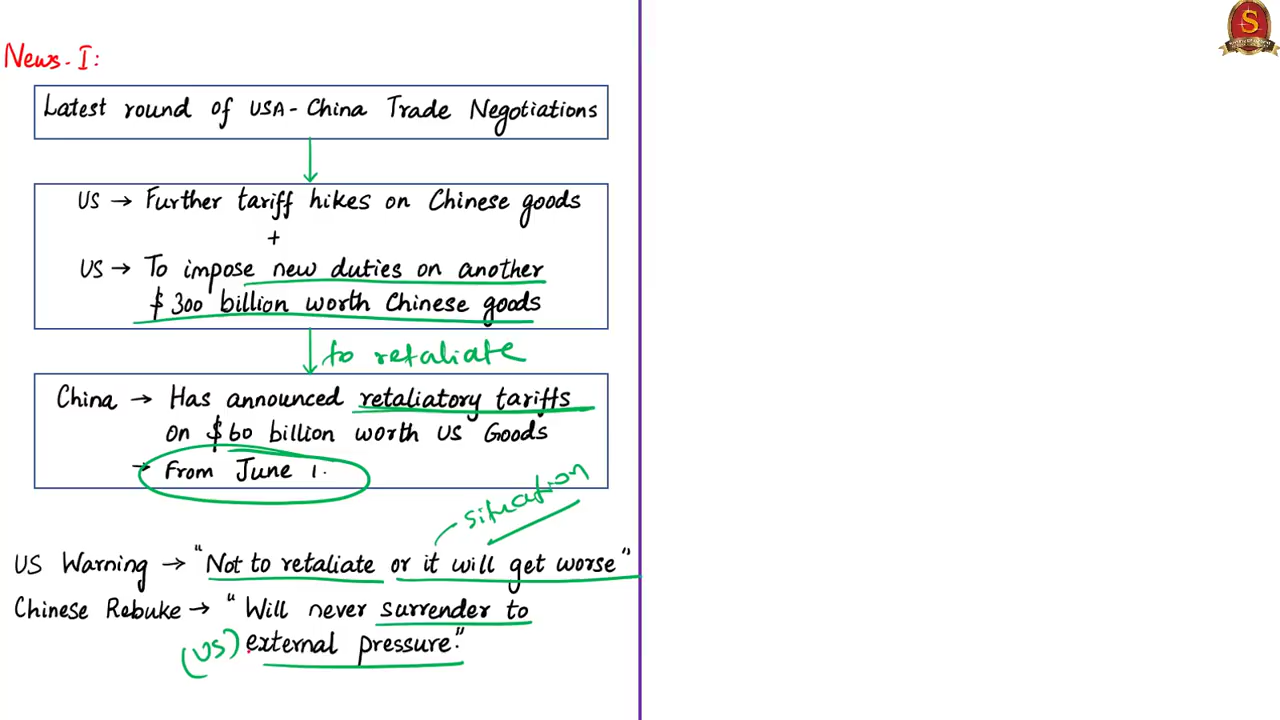 News-I:
Latest round of USA-China Trade Negotiations
US → Further tariff hikes on Chinese goods
+
US → To impose new duties on another
$300 billion worth Chinese goods
to retaliate
China → Has announced retaliatory tariffs
on $60 billion worth US Goods
→ From June 1.
situation
US Warning → "Not to retaliate or it will get worse"
Chinese Rebuke → "Will never surrender to
(US) external pressure."
S